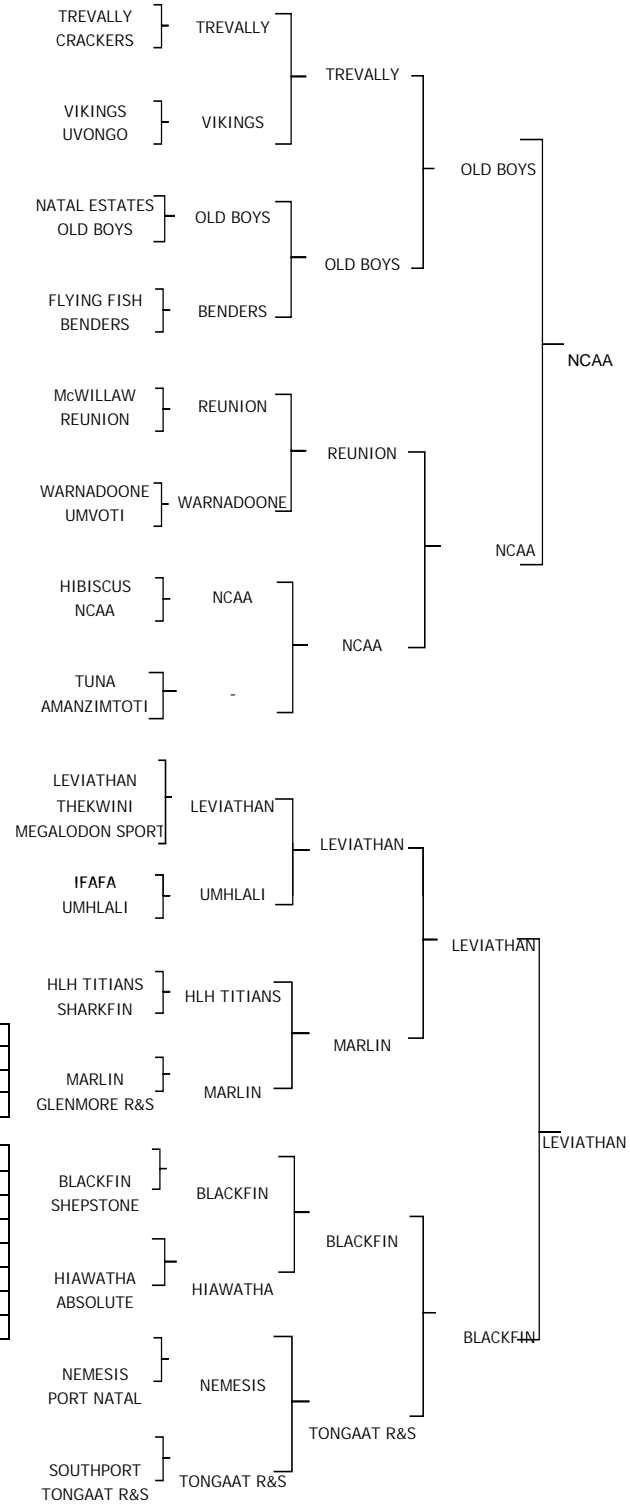 TREVALLY
CRACKERS
TREVALLY
TREVALLY
VIKINGS
UVONGO
VIKINGS
OLD BOYS
NATAL ESTATES
OLD BOYS
OLD BOYS
OLD BOYS
FLYING FISH
BENDERS
BENDERS
NCAA
McWILLAW
REUNION
REUNION
REUNION
WARNADOONE
UMVOTI
WARNADOONE
NCAA
HIBISCUS
NCAA
NCAA
NCAA
TUNA
AMANZIMTOTI
-
LEVIATHAN
THEKWINI
MEGALODON SPORT
LEVIATHAN
LEVIATHAN
IFAFA
UMHLALI
UMHLALI
LEVIATHAN
HLH TITIANS
SHARKFIN
HLH TITIANS
MARLIN
MARLIN
GLENMORE R&S
MARLIN
LEVIATHAN
BLACKFIN
SHEPSTONE
BLACKFIN
BLACKFIN
HIAWATHA
ABSOLUTE
HIAWATHA
BLACKFIN
NEMESIS
PORT NATAL
NEMESIS
TONGAAT R&S
SOUTHPORT
TONGAAT R&S
TONGAAT R&S